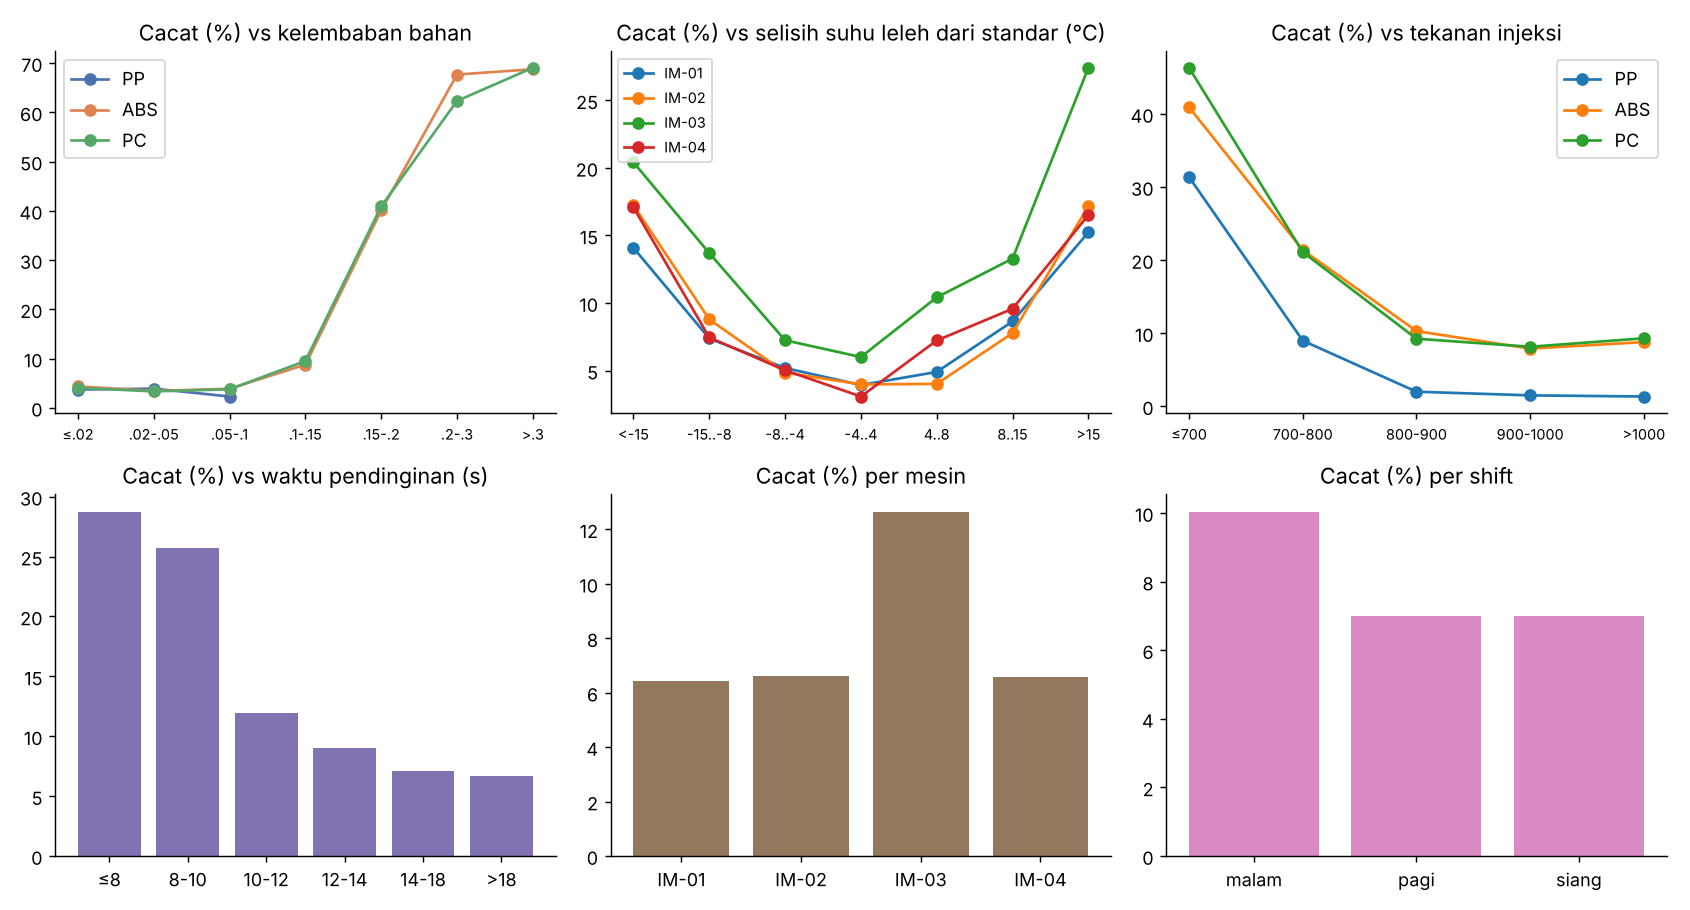 Cacat (%) vs kelembaban bahan
70
60
50
40
30
20
10
0
PP
ABS
PC
≤.02
.02-.05
.05-.1
.1-.15
.15-.2
.2-.3
>.3
Cacat (%) vs selisih suhu leleh dari standar (°C)
25
20
15
10
5
IM-01
IM-02
IM-03
IM-04
<-15
-15..-8
-8..-4
-4..4
4..8
8..15
>15
Cacat (%) vs tekanan injeksi
40
30
20
10
0
PP
ABS
PC
≤700
700-800
800-900
900-1000
>1000
Cacat (%) vs waktu pendinginan (s)
30
25
20
15
10
5
0
≤8
8-10
10-12
12-14
14-18
>18
Cacat (%) per mesin
12
10
8
6
4
2
0
IM-01
IM-02
IM-03
IM-04
Cacat (%) per shift
10
8
6
4
2
0
malam
pagi
siang